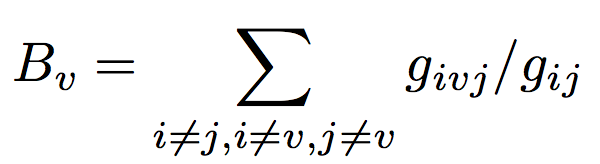 B_v = \sum_{i \neq j, i \neq v, j \neq v} g_{ivj}/g_{ij}